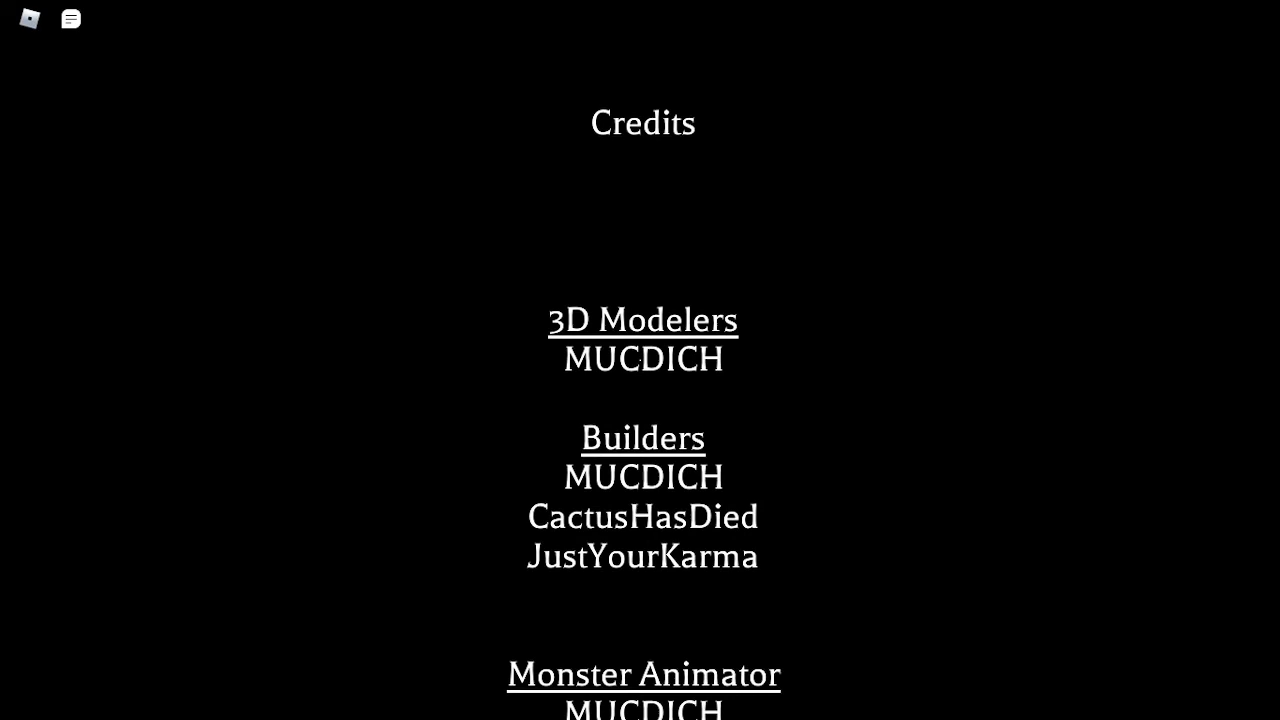 Credits
3D Modelers
MUCDICH
Builders
MUCDICH
CactusHasDied
JustYourKarma
Monster Animator
MUCDICH